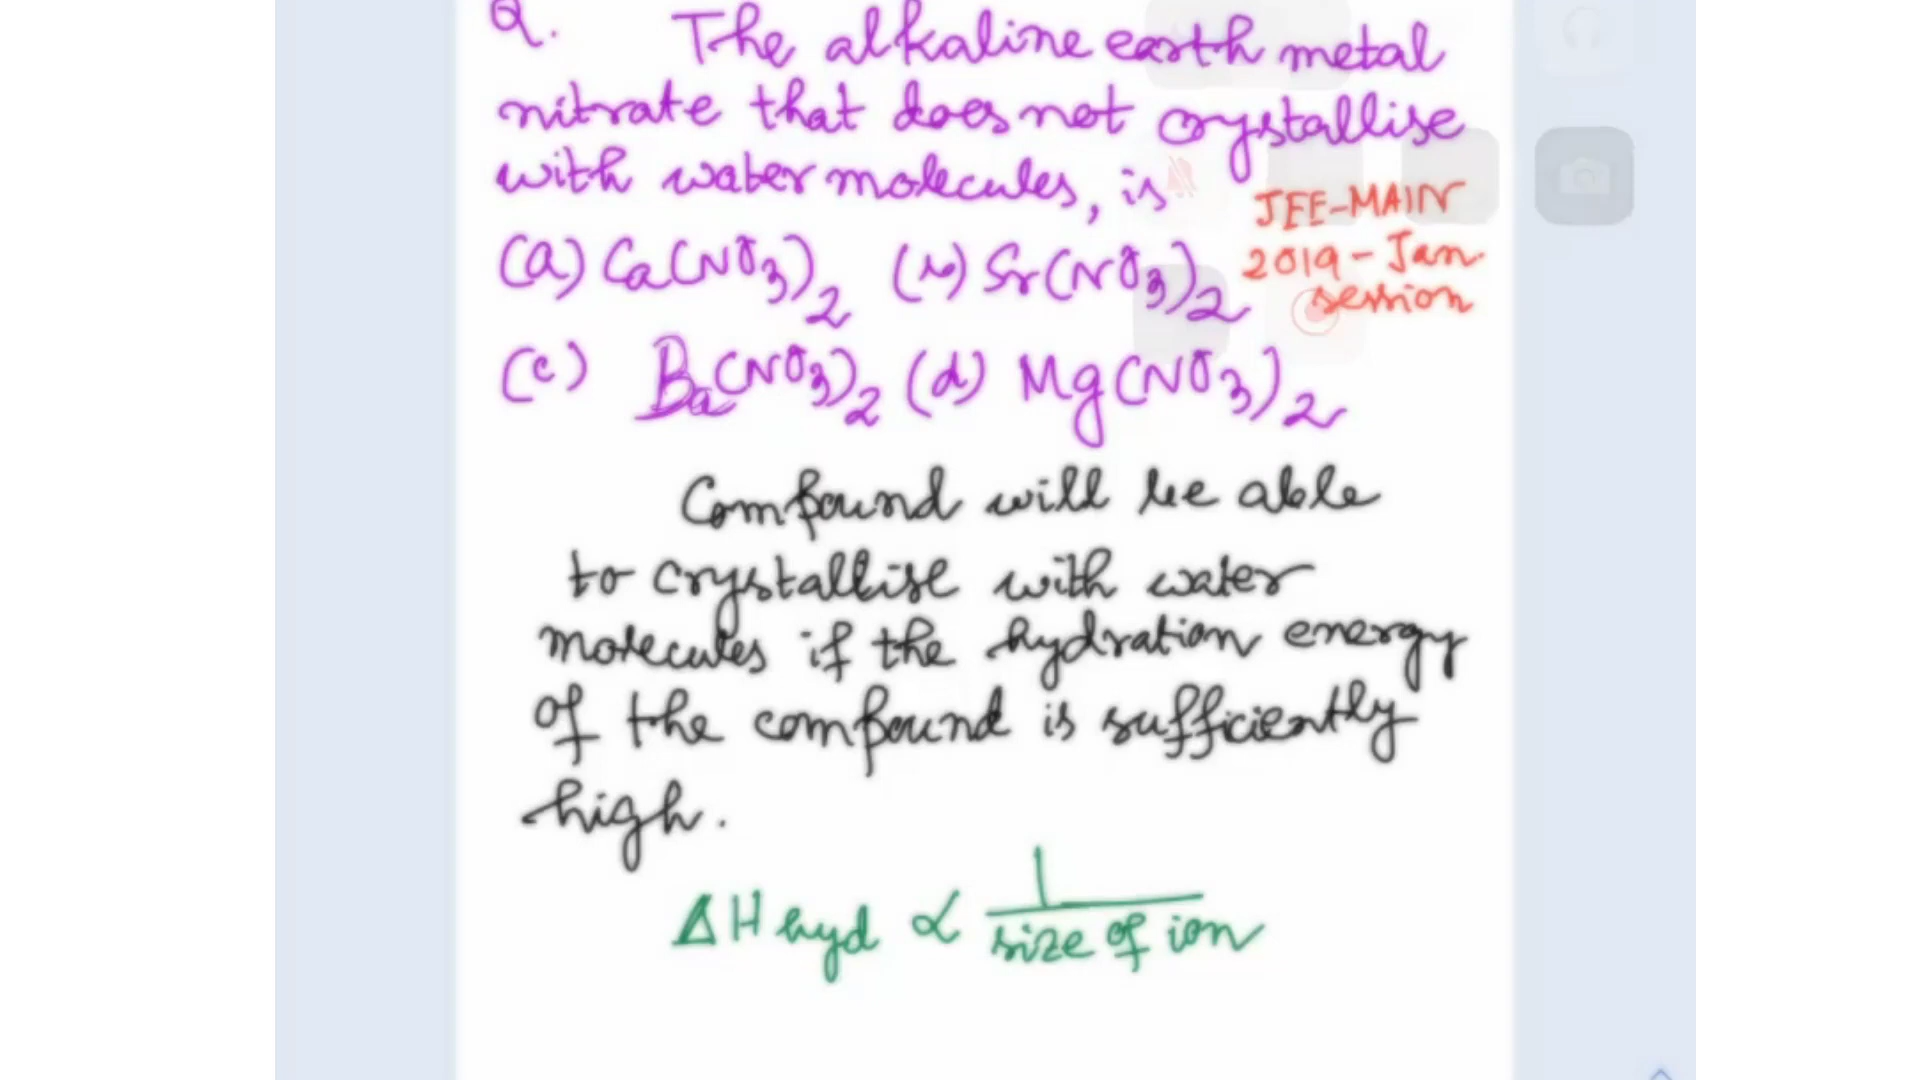 Q. The alkaline earth metal
nitrate that does not crystallise
with water molecules, is
JEE-MAIN
2019 - Jan.
session
(a) Ca(NO3)2 (b) Sr(NO3)2
(c) Ba(NO3)2 (d) Mg(NO3)2
Compound will be able
to crystallise with water
molecules if the hydration energy
of the compound is sufficiently
high.
ΔH hyd ∝ 1/size of ion